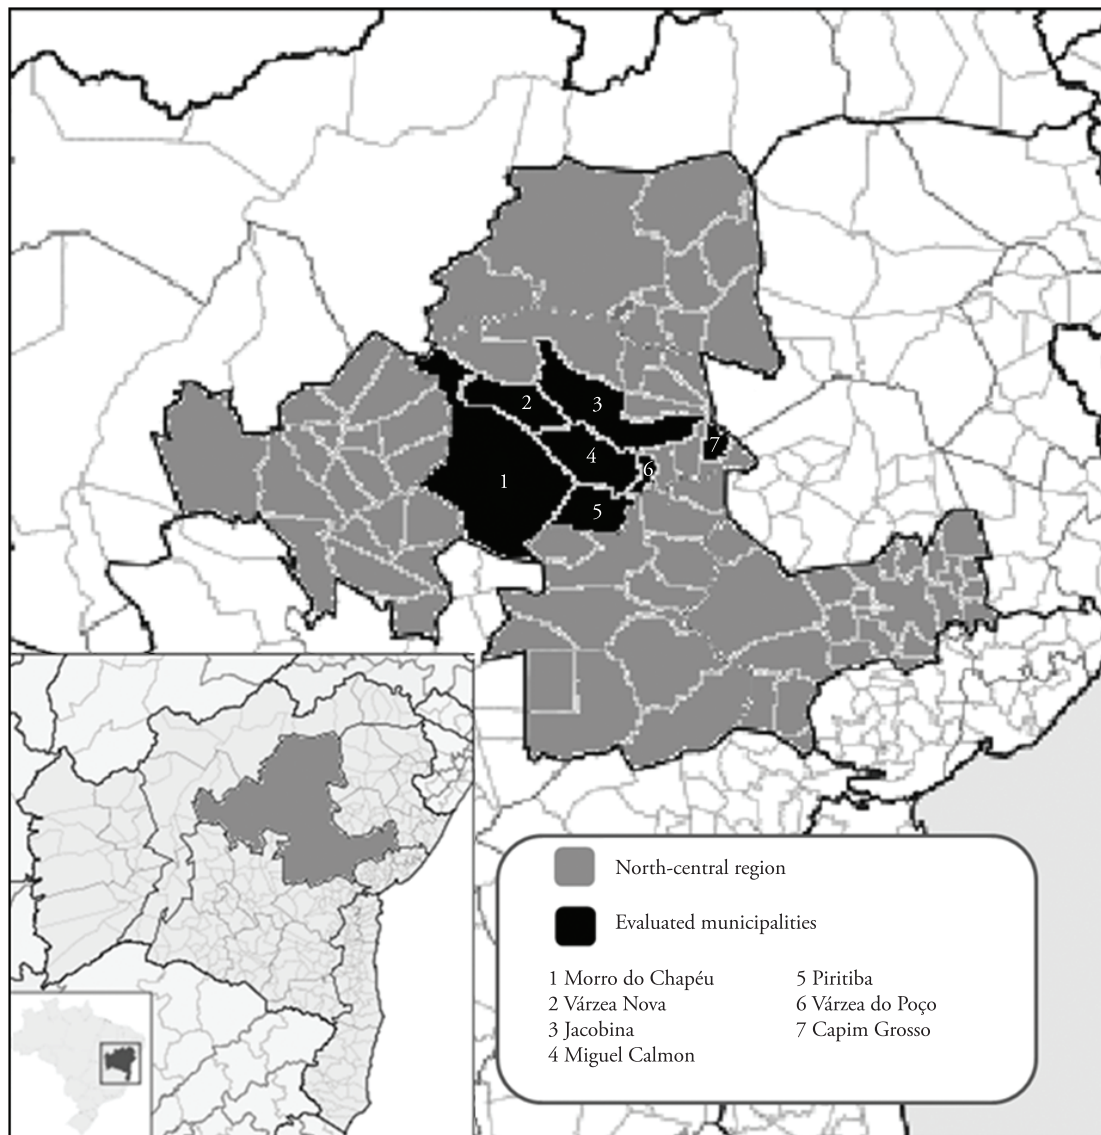 2
3
7
4
6
1
5
North-central region
Evaluated municipalities
1 Morro do Chapéu
2 Várzea Nova
3 Jacobina
4 Miguel Calmon
5 Piritiba
6 Várzea do Poço
7 Capim Grosso